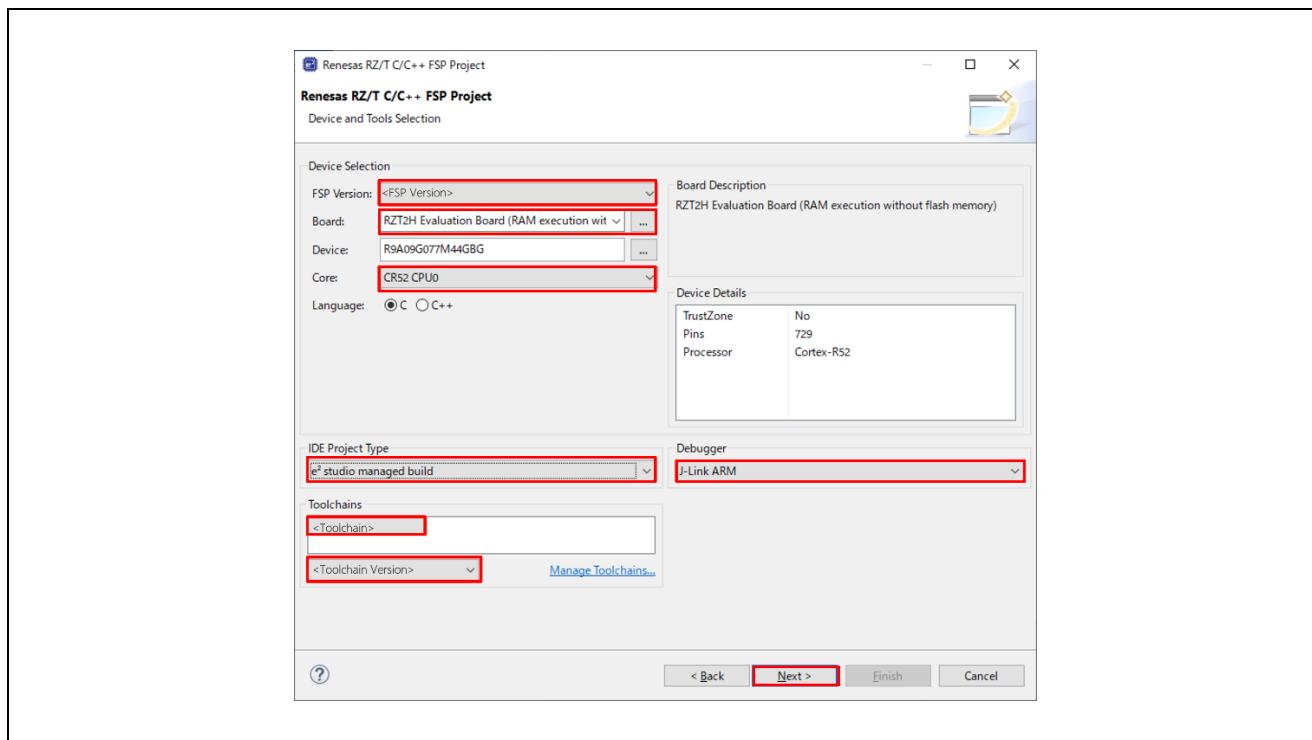 Renesas RZ/T C/C++ FSP Project
Renesas RZ/T C/C++ FSP Project
Device and Tools Selection
Device Selection
FSP Version: <FSP Version>
Board: RZT2H Evaluation Board (RAM execution wit ...
Device: R9A09G077M44GBG ...
Core: CR52 CPU0
Language: C C++
Board Description
RZT2H Evaluation Board (RAM execution without flash memory)
Device Details
TrustZone No
Pins 729
Processor Cortex-R52
IDE Project Type
e² studio managed build
Debugger
J-Link ARM
Toolchains
<Toolchain>
<Toolchain Version> Manage Toolchains...
? < Back Next > Finish Cancel